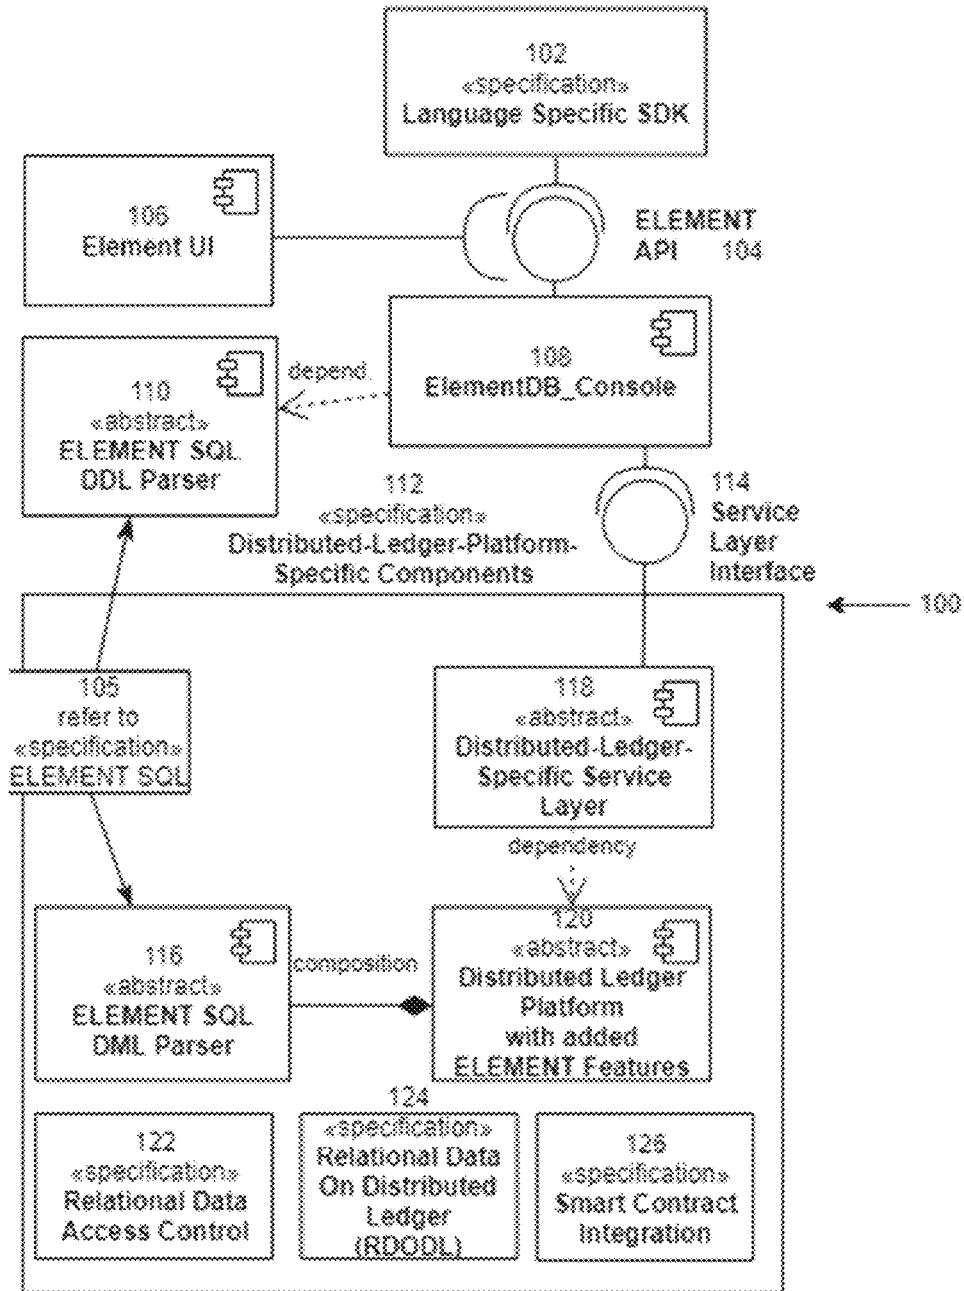 102
«specification»
Language Specific SDK
106
Element UI
ELEMENT
API 104
108
ElementDB_Console
depend.
110
«abstract»
ELEMENT SQL
DDL Parser
112
«specification»
Distributed-Ledger-Platform-
Specific Components
114
Service
Layer
Interface
100
105
refer to
«specification»
ELEMENT SQL
118
«abstract»
Distributed-Ledger-
Specific Service
Layer
dependency
116
«abstract»
ELEMENT SQL
DML Parser
composition
120
«abstract»
Distributed Ledger
Platform
with added
ELEMENT Features
122
«specification»
Relational Data
Access Control
124
«specification»
Relational Data
On Distributed
Ledger
(RDODL)
126
«specification»
Smart Contract
Integration